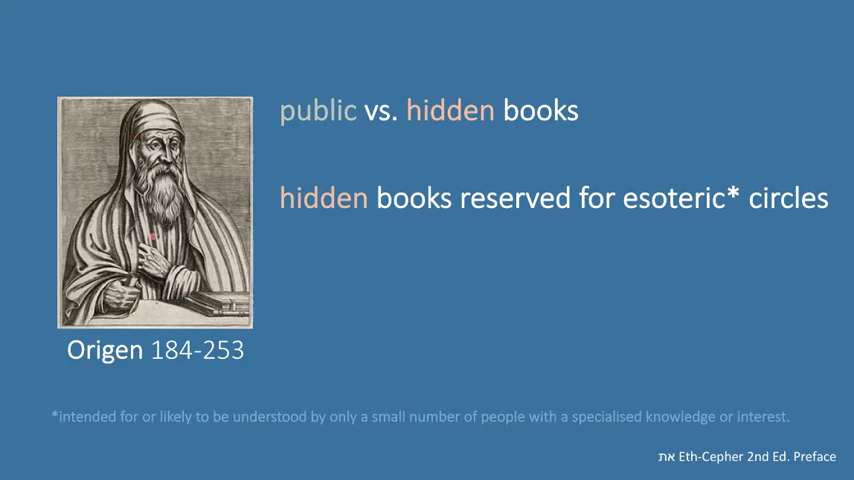 public vs. hidden books
hidden books reserved for esoteric* circles
Origen 184-253
*intended for or likely to be understood by only a small number of people with a specialised knowledge or interest.
את Eth-Cepher 2nd Ed. Preface